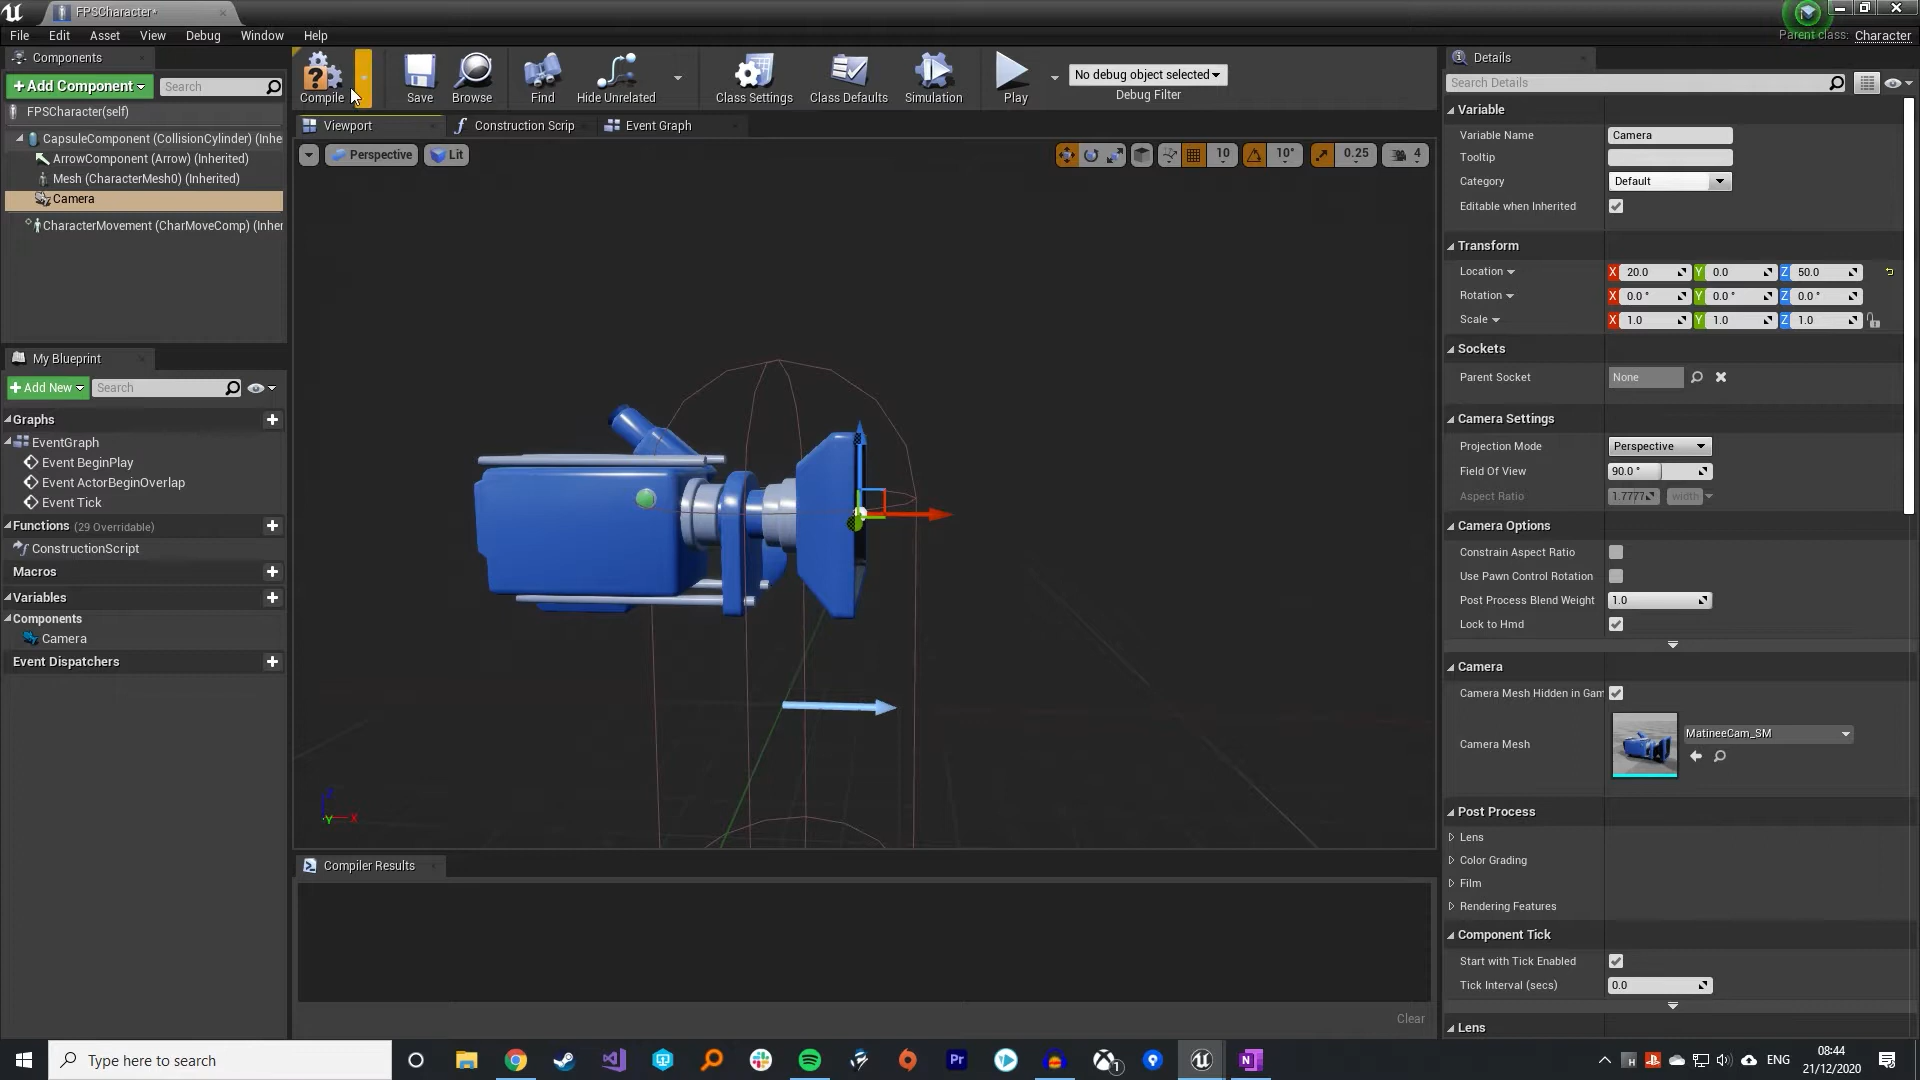 FPSCharacter*
File Edit Asset View Debug Window Help
Parent class: Character
Components
+Add Component
Search
FPSCharacter(self)
CapsuleComponent (CollisionCylinder) (Inhe
ArrowComponent (Arrow) (Inherited)
Mesh (CharacterMesh0) (Inherited)
Camera
CharacterMovement (CharMoveComp) (Inher
My Blueprint
+Add New
Search
Graphs
EventGraph
Event BeginPlay
Event ActorBeginOverlap
Event Tick
Functions (29 Overridable)
ConstructionScript
Macros
Variables
Components
Camera
Event Dispatchers
Compile Save Browse Find Hide Unrelated Class Settings Class Defaults Simulation Play
No debug object selected
Debug Filter
Viewport Construction Scrip Event Graph
Perspective Lit
10 10° 0.25 4
Z
Y X
Compiler Results
Clear
Details
Search Details
Variable
Variable Name Camera
Tooltip
Category Default
Editable when Inherited
Transform
Location X 20.0 Y 0.0 Z 50.0
Rotation X 0.0 ° Y 0.0 ° Z 0.0 °
Scale X 1.0 Y 1.0 Z 1.0
Sockets
Parent Socket None
Camera Settings
Projection Mode Perspective
Field Of View 90.0 °
Aspect Ratio 1.7777 width
Camera Options
Constrain Aspect Ratio
Use Pawn Control Rotation
Post Process Blend Weight 1.0
Lock to Hmd
Camera
Camera Mesh Hidden in Gam
Camera Mesh MatineeCam_SM
Post Process
Lens
Color Grading
Film
Rendering Features
Component Tick
Start with Tick Enabled
Tick Interval (secs) 0.0
Lens
Type here to search
Pr
1
N
H
ENG
08:44
21/12/2020